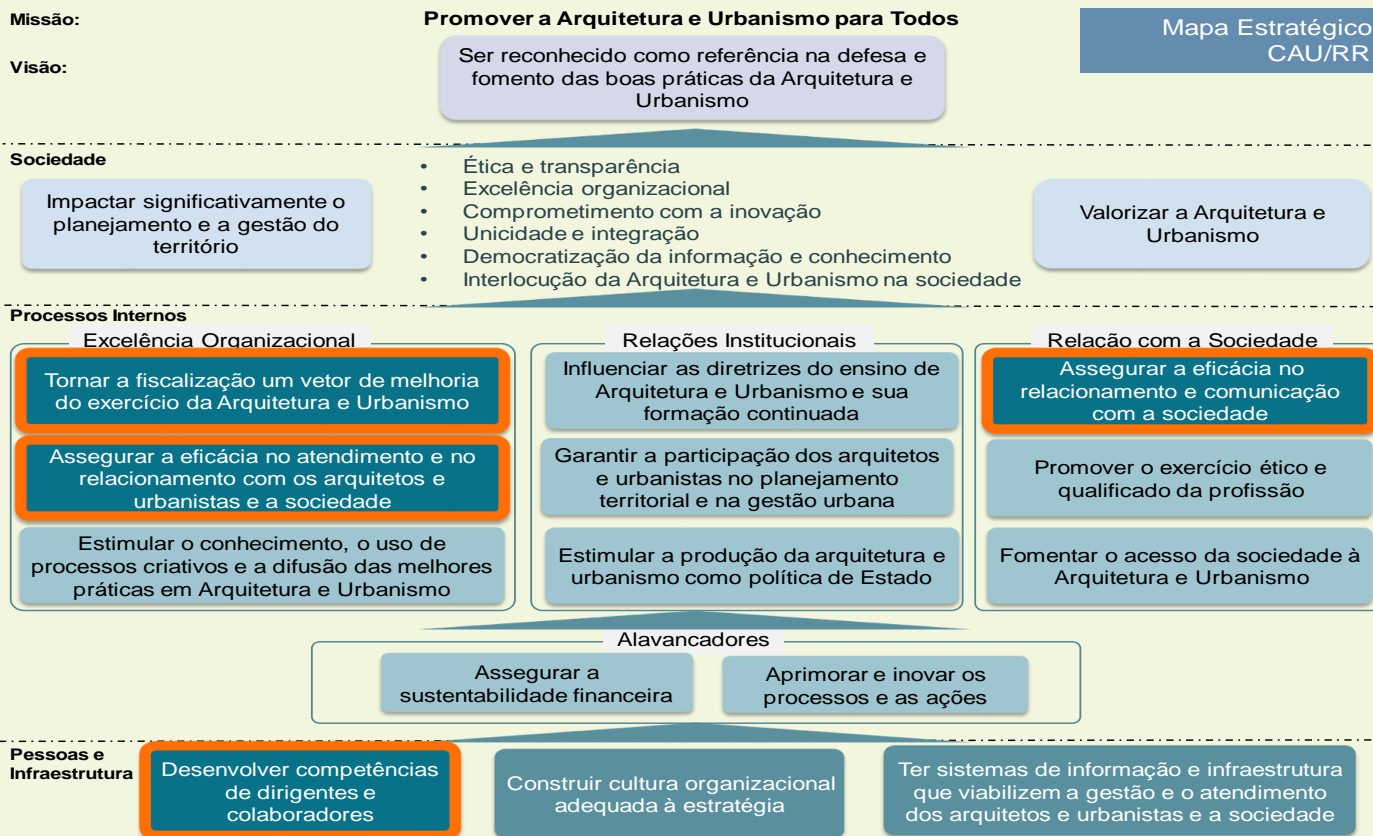 Missão:
Promover a Arquitetura e Urbanismo para Todos
Mapa Estratégico
CAU/RR
Visão:
Ser reconhecido como referência na defesa e
fomento das boas práticas da Arquitetura e
Urbanismo
Sociedade
Impactar significativamente o
planejamento e a gestão do
território
• Ética e transparência
• Excelência organizacional
• Comprometimento com a inovação
• Unicidade e integração
• Democratização da informação e conhecimento
• Interlocução da Arquitetura e Urbanismo na sociedade
Valorizar a Arquitetura e
Urbanismo
Processos Internos
Excelência Organizacional
Tornar a fiscalização um vetor de melhoria
do exercício da Arquitetura e Urbanismo
Assegurar a eficácia no atendimento e no
relacionamento com os arquitetos e
urbanistas e a sociedade
Estimular o conhecimento, o uso de
processos criativos e a difusão das melhores
práticas em Arquitetura e Urbanismo
Relações Institucionais
Influenciar as diretrizes do ensino de
Arquitetura e Urbanismo e sua
formação continuada
Garantir a participação dos arquitetos
e urbanistas no planejamento
territorial e na gestão urbana
Estimular a produção da arquitetura e
urbanismo como política de Estado
Relação com a Sociedade
Assegurar a eficácia no
relacionamento e comunicação
com a sociedade
Promover o exercício ético e
qualificado da profissão
Fomentar o acesso da sociedade à
Arquitetura e Urbanismo
Alavancadores
Assegurar a
sustentabilidade financeira
Aprimorar e inovar os
processos e as ações
Pessoas e
Infraestrutura
Desenvolver competências
de dirigentes e
colaboradores
Construir cultura organizacional
adequada à estratégia
Ter sistemas de informação e infraestrutura
que viabilizem a gestão e o atendimento
dos arquitetos e urbanistas e a sociedade